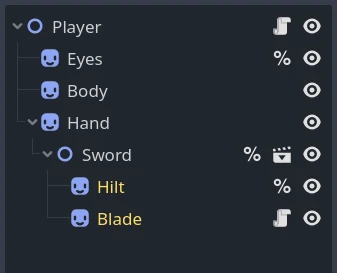 Player
Eyes %
Body
Hand
Sword %
Hilt %
Blade